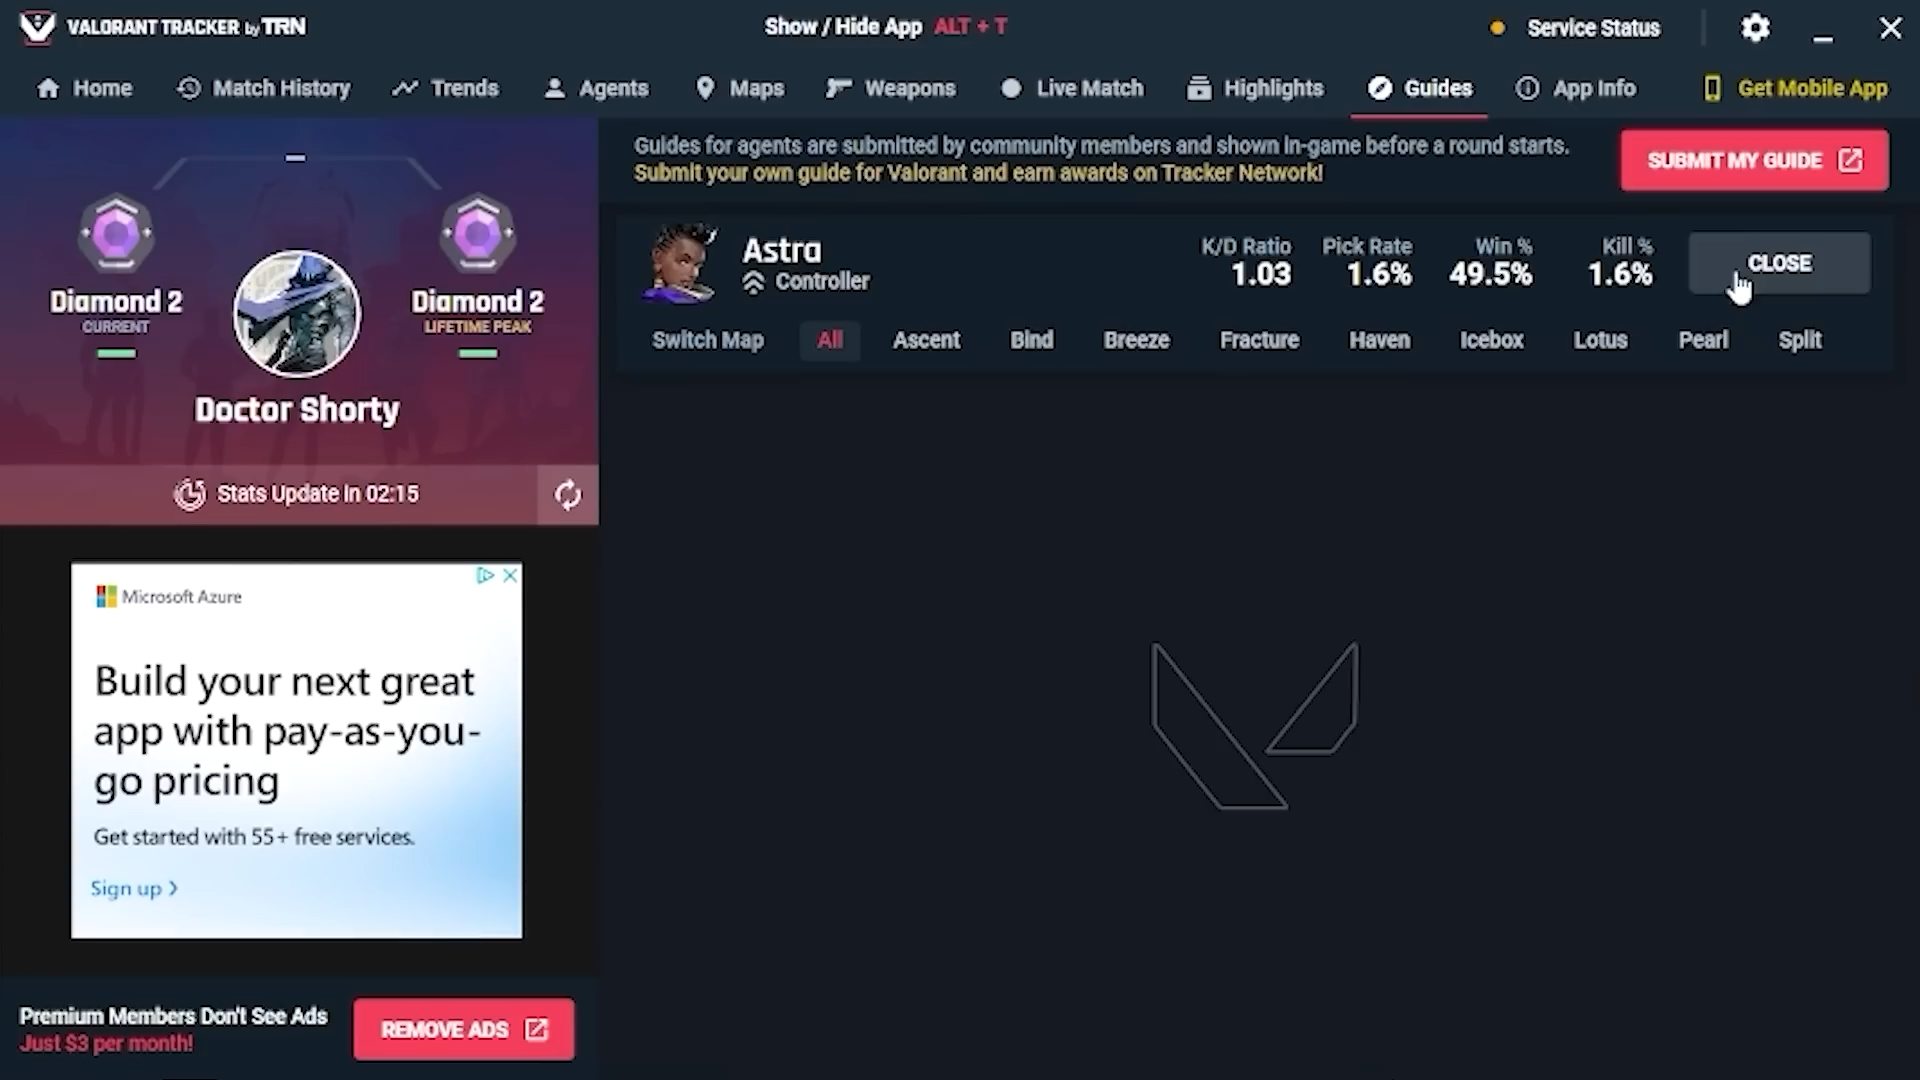 VALORANT TRACKER by TRN
Show / Hide App ALT + T
Service Status
Home
Match History
Trends
Agents
Maps
Weapons
Live Match
Highlights
Guides
App Info
Get Mobile App
Diamond 2
CURRENT
Diamond 2
LIFETIME PEAK
Doctor Shorty
Stats Update In 02:15
Microsoft Azure
Build your next great
app with pay-as-you-
go pricing
Get started with 55+ free services.
Sign up >
Premium Members Don't See Ads
Just $3 per month!
REMOVE ADS
Guides for agents are submitted by community members and shown in-game before a round starts.
Submit your own guide for Valorant and earn awards on Tracker Network!
SUBMIT MY GUIDE
Astra
Controller
K/D Ratio
1.03
Pick Rate
1.6%
Win %
49.5%
Kill %
1.6%
CLOSE
Switch Map
All
Ascent
Bind
Breeze
Fracture
Haven
Icebox
Lotus
Pearl
Split